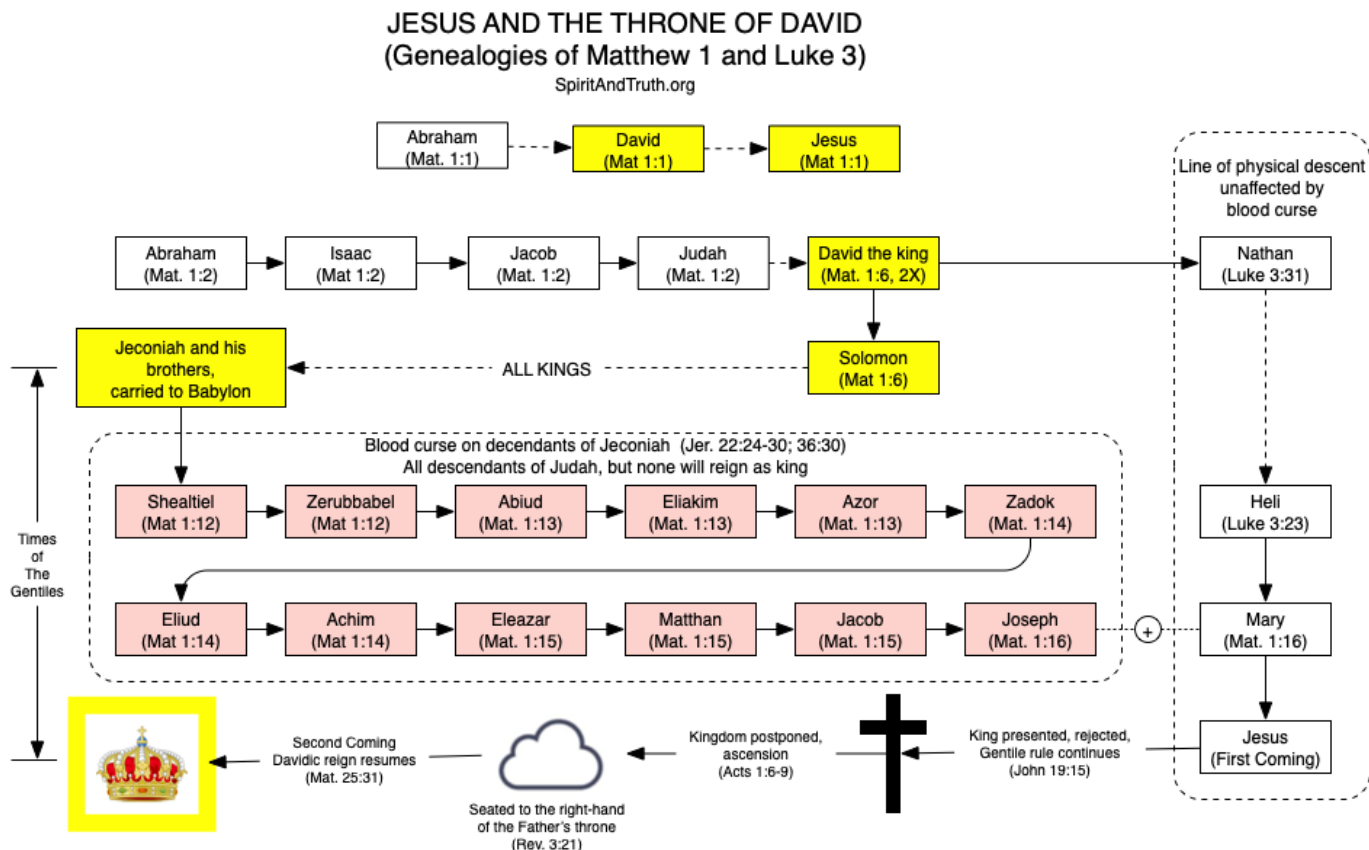 JESUS AND THE THRONE OF DAVID
(Genealogies of Matthew 1 and Luke 3)
SpiritAndTruth.org
Abraham
(Mat. 1:1)
David
(Mat 1:1)
Jesus
(Mat 1:1)
Line of physical descent
unaffected by
blood curse
Abraham
(Mat. 1:2)
Isaac
(Mat 1:2)
Jacob
(Mat. 1:2)
Judah
(Mat. 1:2)
David the king
(Mat. 1:6, 2X)
Nathan
(Luke 3:31)
Jeconiah and his
brothers,
carried to Babylon
ALL KINGS
Solomon
(Mat 1:6)
Blood curse on decendants of Jeconiah (Jer. 22:24-30; 36:30)
All descendants of Judah, but none will reign as king
Shealtiel
(Mat 1:12)
Zerubbabel
(Mat 1:12)
Abiud
(Mat. 1:13)
Eliakim
(Mat. 1:13)
Azor
(Mat. 1:13)
Zadok
(Mat. 1:14)
Heli
(Luke 3:23)
Times
of
The
Gentiles
Eliud
(Mat 1:14)
Achim
(Mat 1:14)
Eleazar
(Mat. 1:15)
Matthan
(Mat. 1:15)
Jacob
(Mat. 1:15)
Joseph
(Mat. 1:16)
+
Mary
(Mat. 1:16)
Second Coming
Davidic reign resumes
(Mat. 25:31)
Seated to the right-hand
of the Father's throne
(Rev. 3:21)
Kingdom postponed,
ascension
(Acts 1:6-9)
King presented, rejected,
Gentile rule continues
(John 19:15)
Jesus
(First Coming)